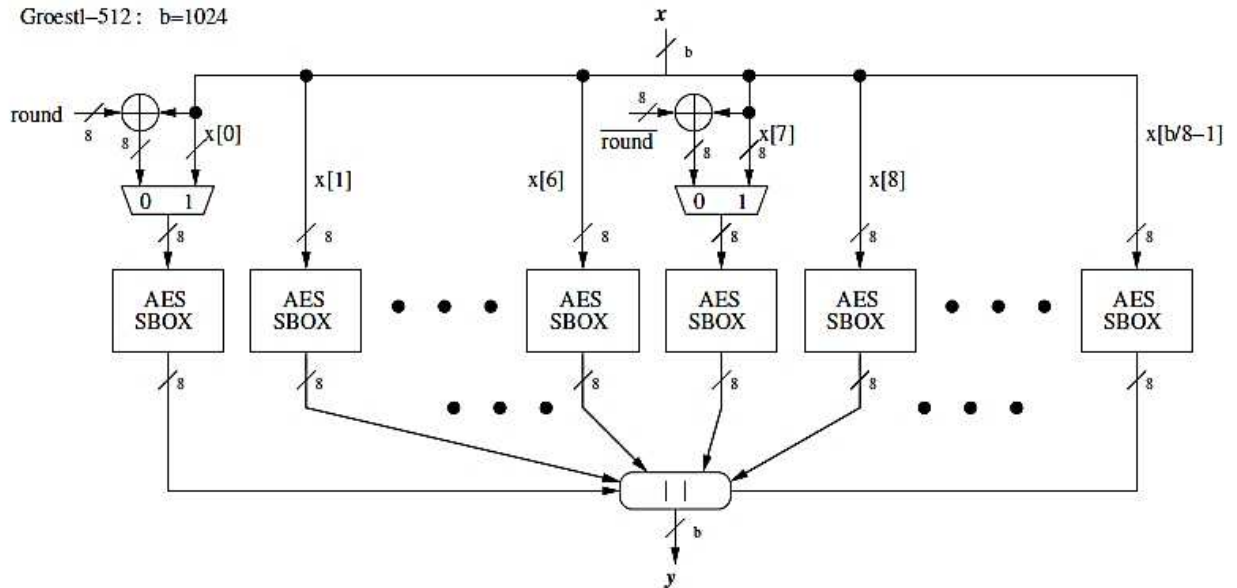 Groestl-512: b=1024
x
b
round
8
8
x[0]
x[1]
x[6]
8
round
8
x[7]
8
x[8]
x[b/8-1]
0 1
0 1
8
8
8
8
8
8
AES
SBOX
AES
SBOX
AES
SBOX
AES
SBOX
AES
SBOX
AES
SBOX
8
8
8
8
8
8
||
b
y